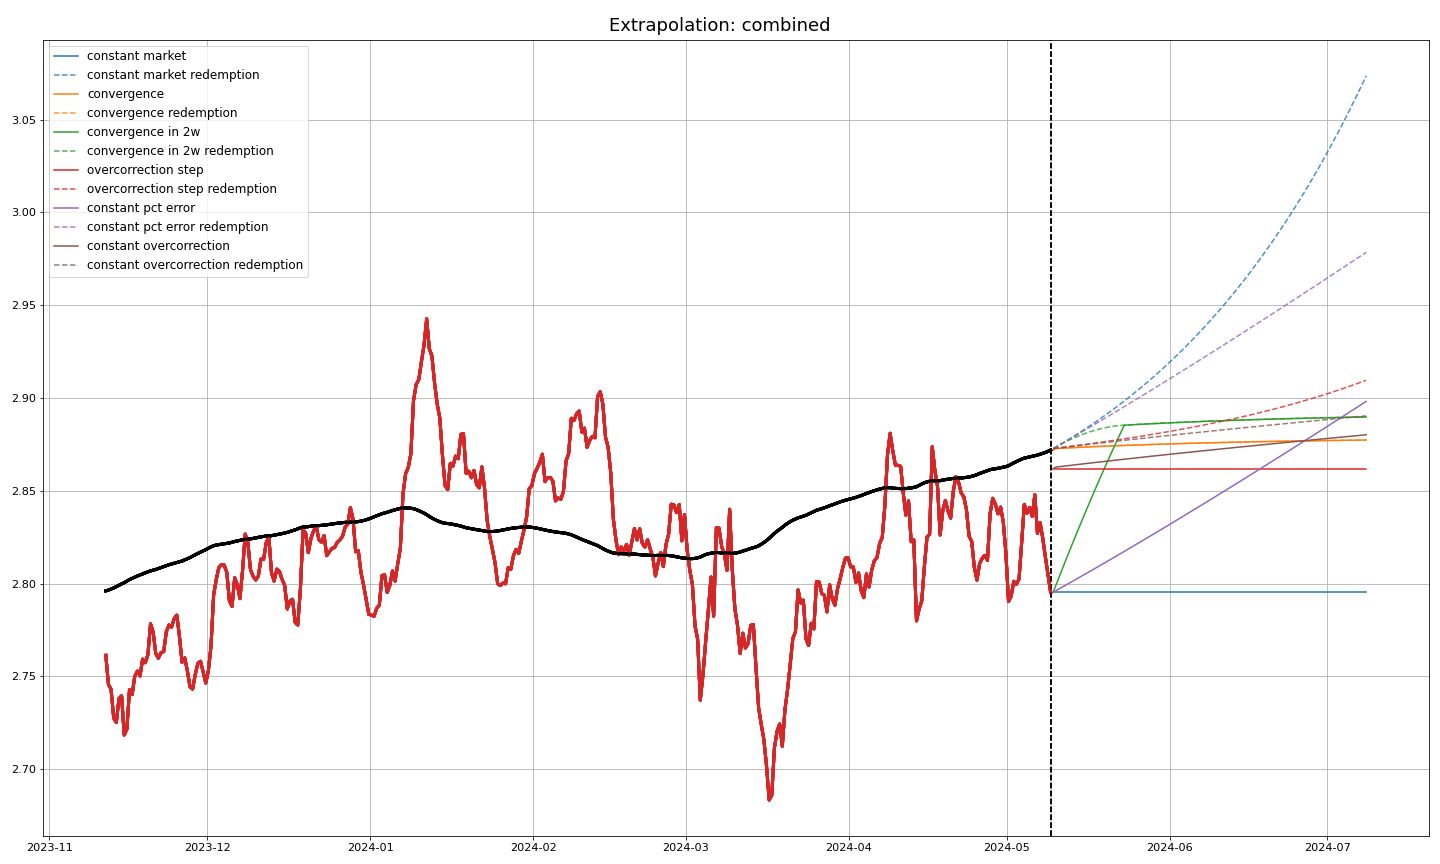 Extrapolation: combined
constant market
constant market redemption
convergence
convergence redemption
convergence in 2w
convergence in 2w redemption
overcorrection step
overcorrection step redemption
constant pct error
constant pct error redemption
constant overcorrection
constant overcorrection redemption
3.05
3.00
2.95
2.90
2.85
2.80
2.75
2.70
2023-11 2023-12 2024-01 2024-02 2024-03 2024-04 2024-05 2024-06 2024-07